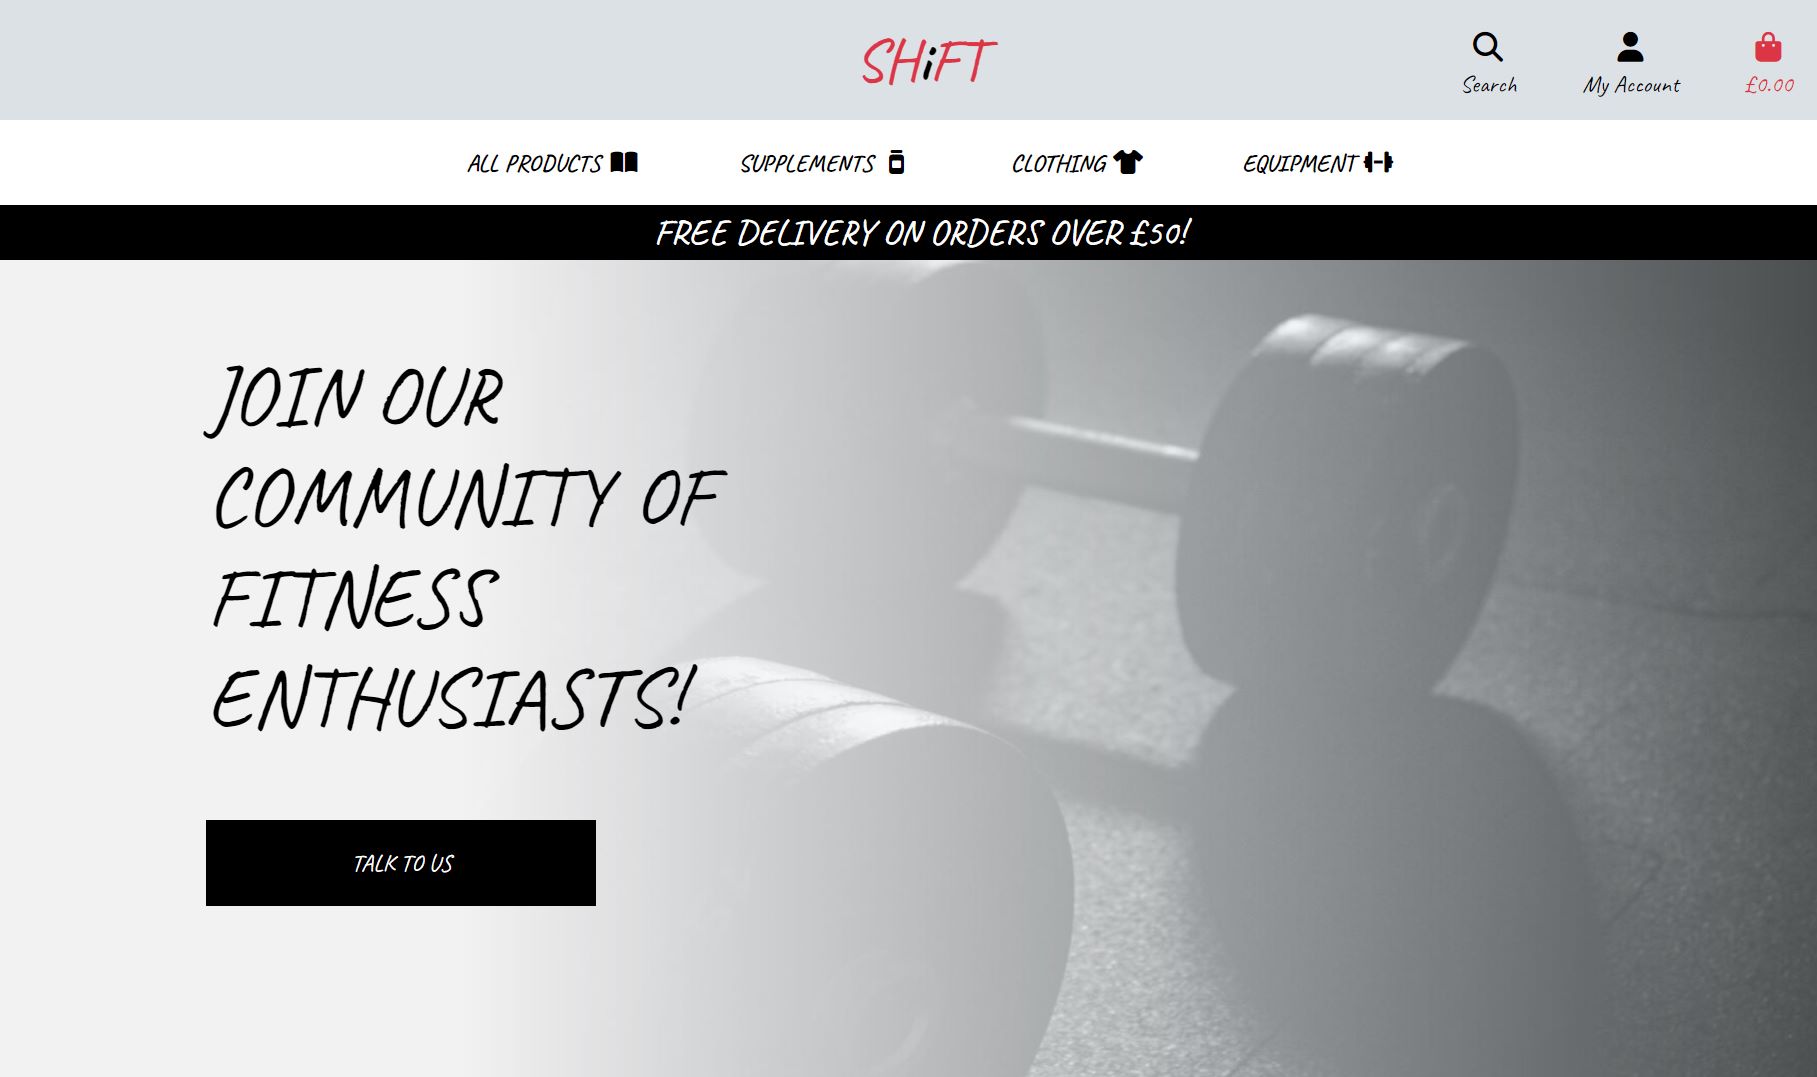 SHiFT
Search
My Account
£0.00
ALL PRODUCTS
SUPPLEMENTS
CLOTHING
EQUIPMENT
FREE DELIVERY ON ORDERS OVER £50!
JOIN OUR
COMMUNITY OF
FITNESS
ENTHUSIASTS!
TALK TO US